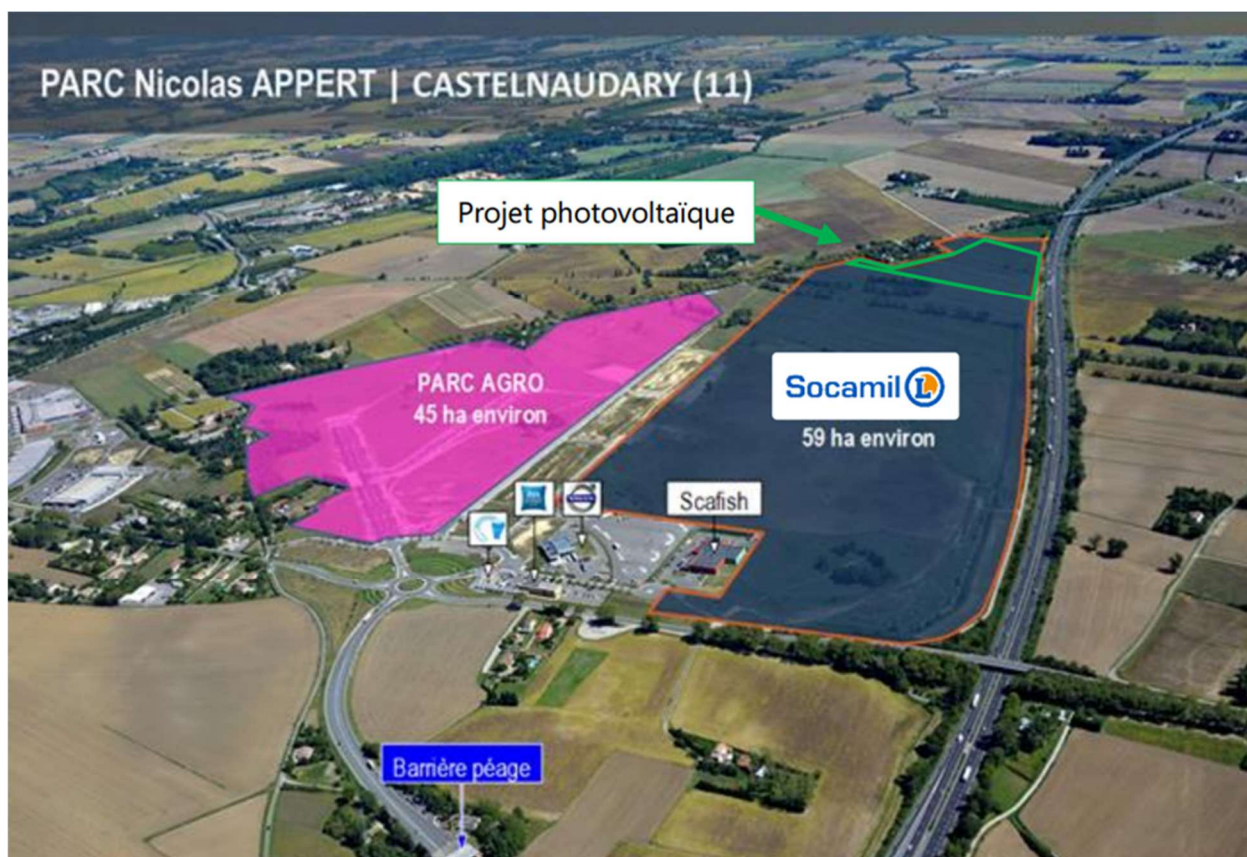 PARC Nicolas APPERT | CASTELNAUDARY (11)
Projet photovoltaïque
Socamil L
59 ha environ
PARC AGRO
45 ha environ
Scafish
Barrière péage